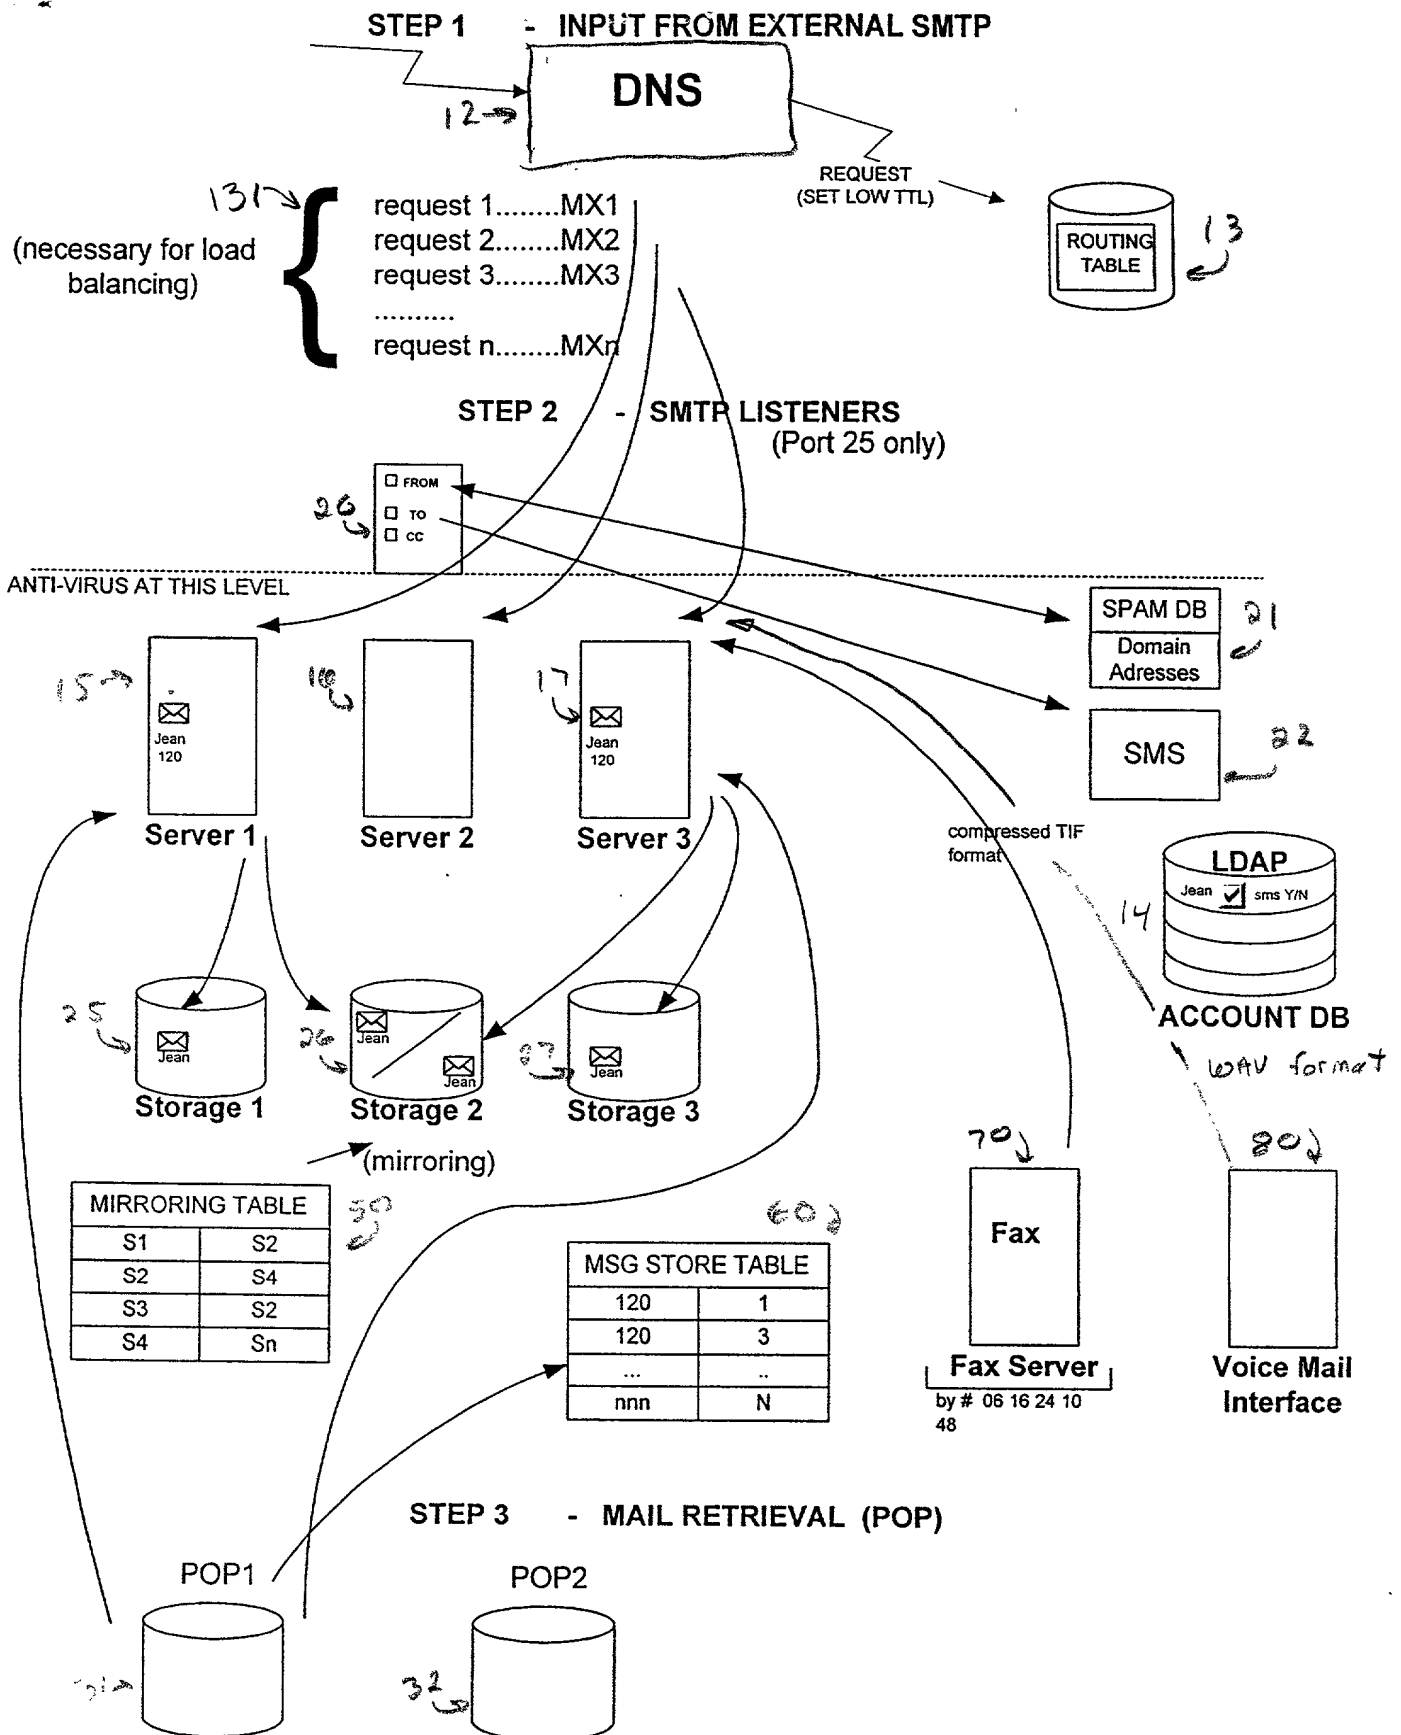 STEP 1 - INPUT FROM EXTERNAL SMTP
DNS
12
REQUEST
(SET LOW TTL)
131
(necessary for load
balancing)
request 1........MX1
request 2........MX2
request 3........MX3
..........
request n........MXn
ROUTING
TABLE
13
STEP 2 - SMTP LISTENERS
(Port 25 only)
FROM
TO
CC
20
ANTI-VIRUS AT THIS LEVEL
SPAM DB
Domain
Adresses
21
SMS
22
15
Jean
120
Server 1
16
Server 2
17
Jean
120
Server 3
compressed TIF
format
LDAP
Jean sms Y/N
14
ACCOUNT DB
WAV format
25
Jean
Storage 1
26
Jean
Jean
Storage 2
27
Jean
Storage 3
(mirroring)
MIRRORING TABLE
S1 S2
S2 S4
S3 S2
S4 Sn
50
60
MSG STORE TABLE
120 1
120 3
... ..
nnn N
70
Fax
Fax Server
by # 06 16 24 10
48
80
Voice Mail
Interface
STEP 3 - MAIL RETRIEVAL (POP)
POP1
31
POP2
32